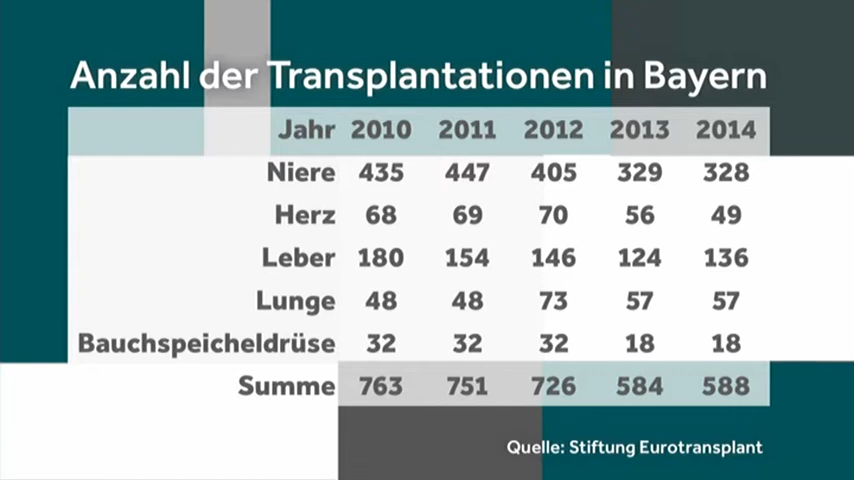 Anzahl der Transplantationen in Bayern
Jahr 2010 2011 2012 2013 2014
Niere 435 447 405 329 328
Herz 68 69 70 56 49
Leber 180 154 146 124 136
Lunge 48 48 73 57 57
Bauchspeicheldrüse 32 32 32 18 18
Summe 763 751 726 584 588
Quelle: Stiftung Eurotransplant